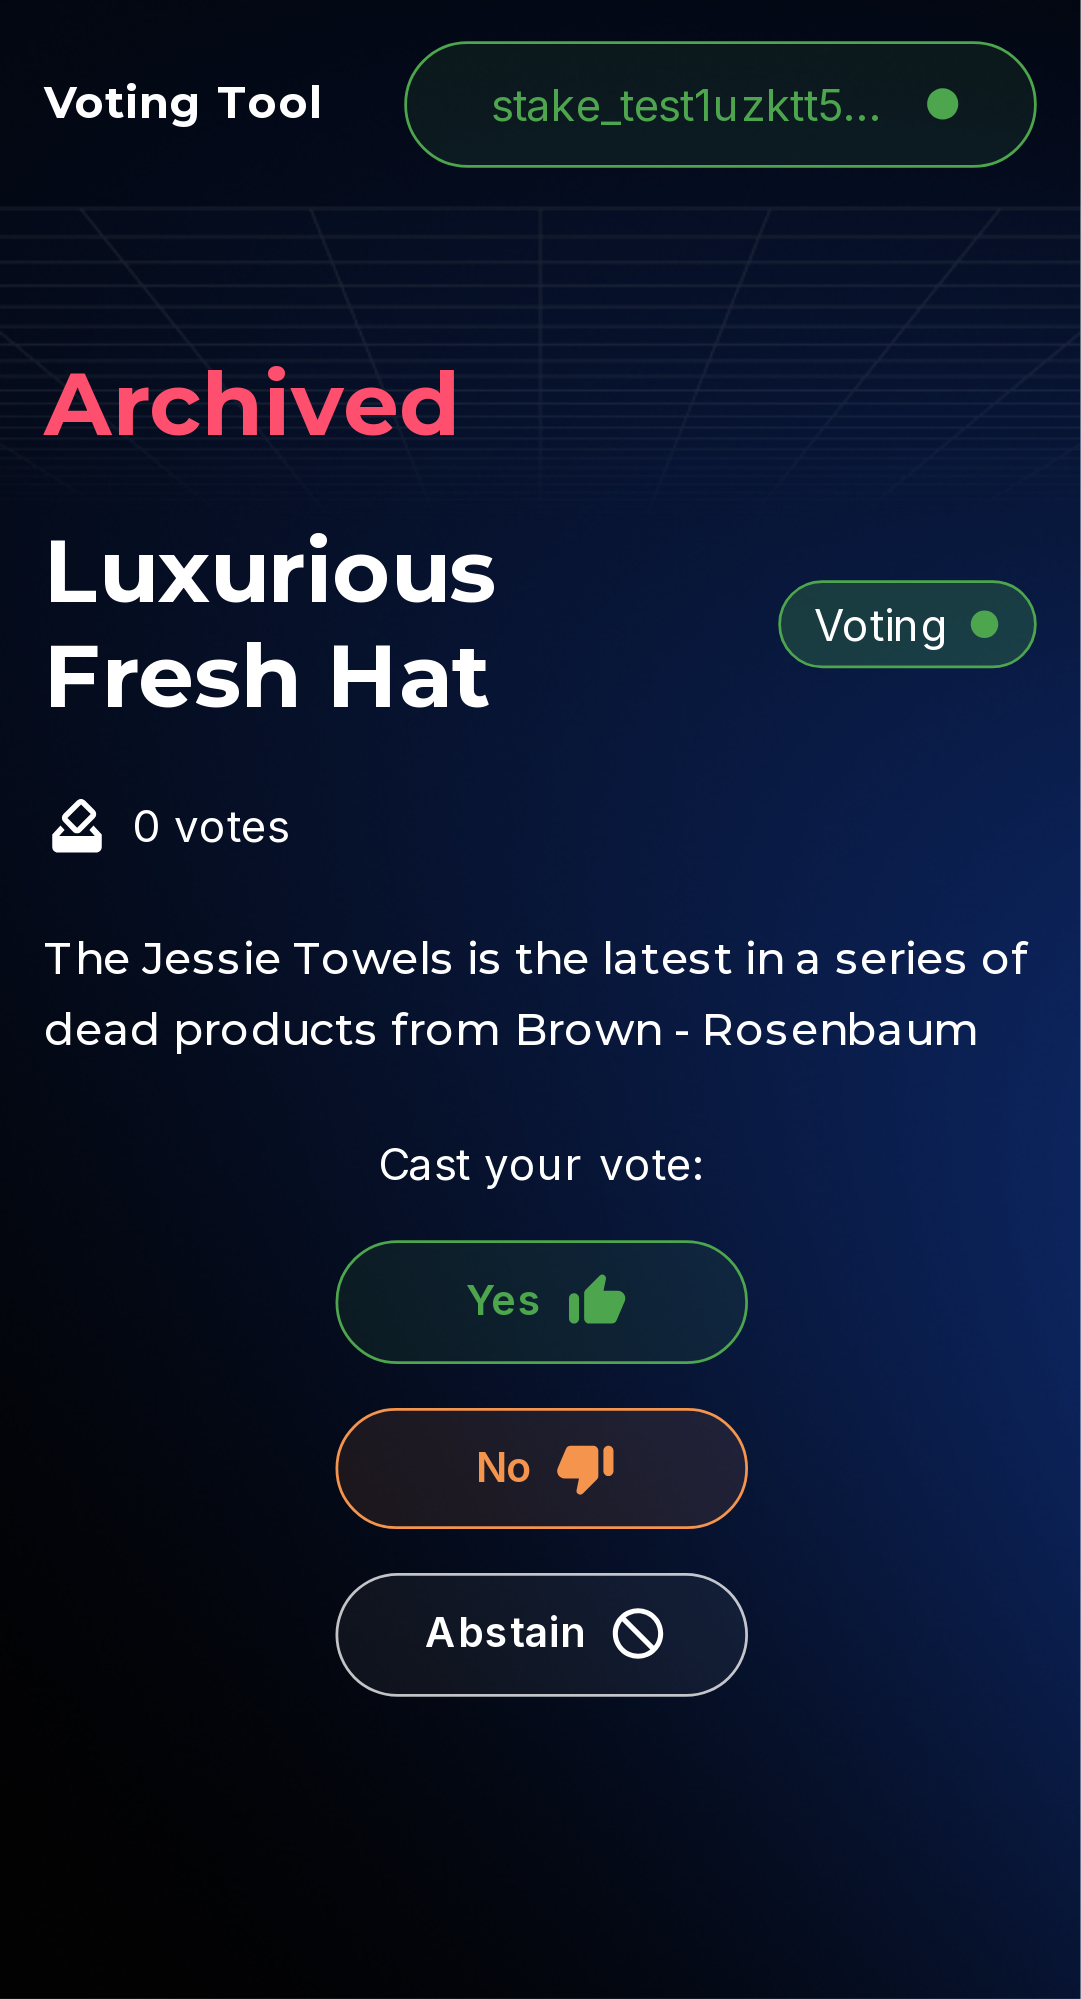 Voting Tool
stake_test1uzktt5...
Archived
Luxurious
Fresh Hat
Voting
0 votes
The Jessie Towels is the latest in a series of
dead products from Brown - Rosenbaum
Cast your vote:
Yes
No
Abstain